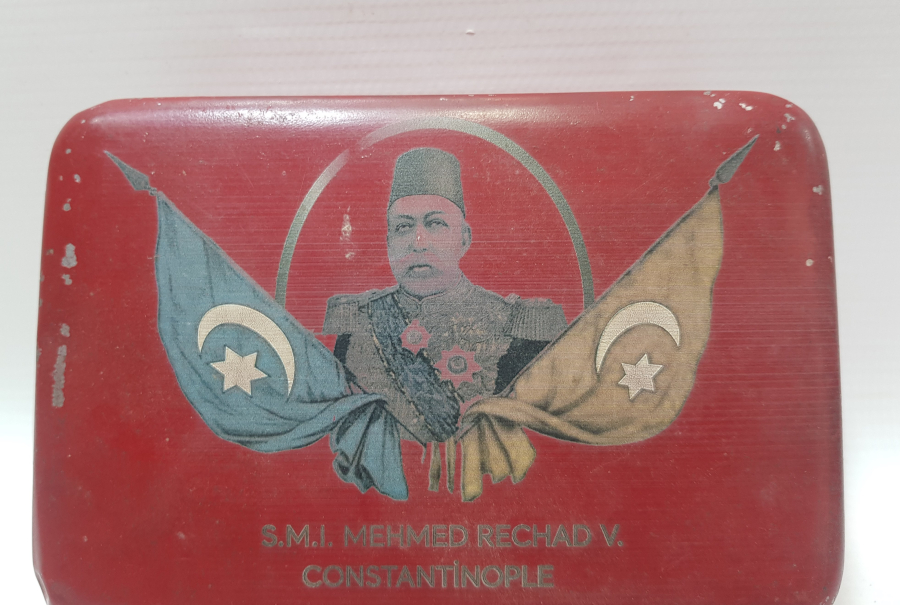 S.M.I. MEHMED RECHAD V.
CONSTANTİNOPLE